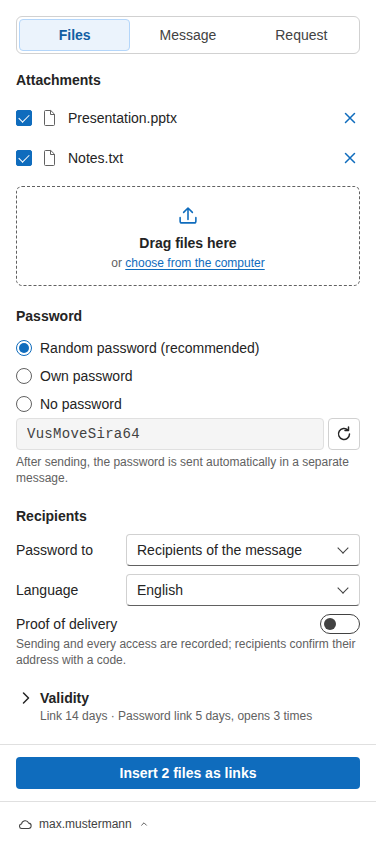 Files Message Request
Attachments
Presentation.pptx
Notes.txt
Drag files here
or choose from the computer
Password
Random password (recommended)
Own password
No password
VusMoveSira64
After sending, the password is sent automatically in a separate
message.
Recipients
Password to Recipients of the message
Language English
Proof of delivery
Sending and every access are recorded; recipients confirm their
address with a code.
Validity
Link 14 days · Password link 5 days, opens 3 times
Insert 2 files as links
max.mustermann